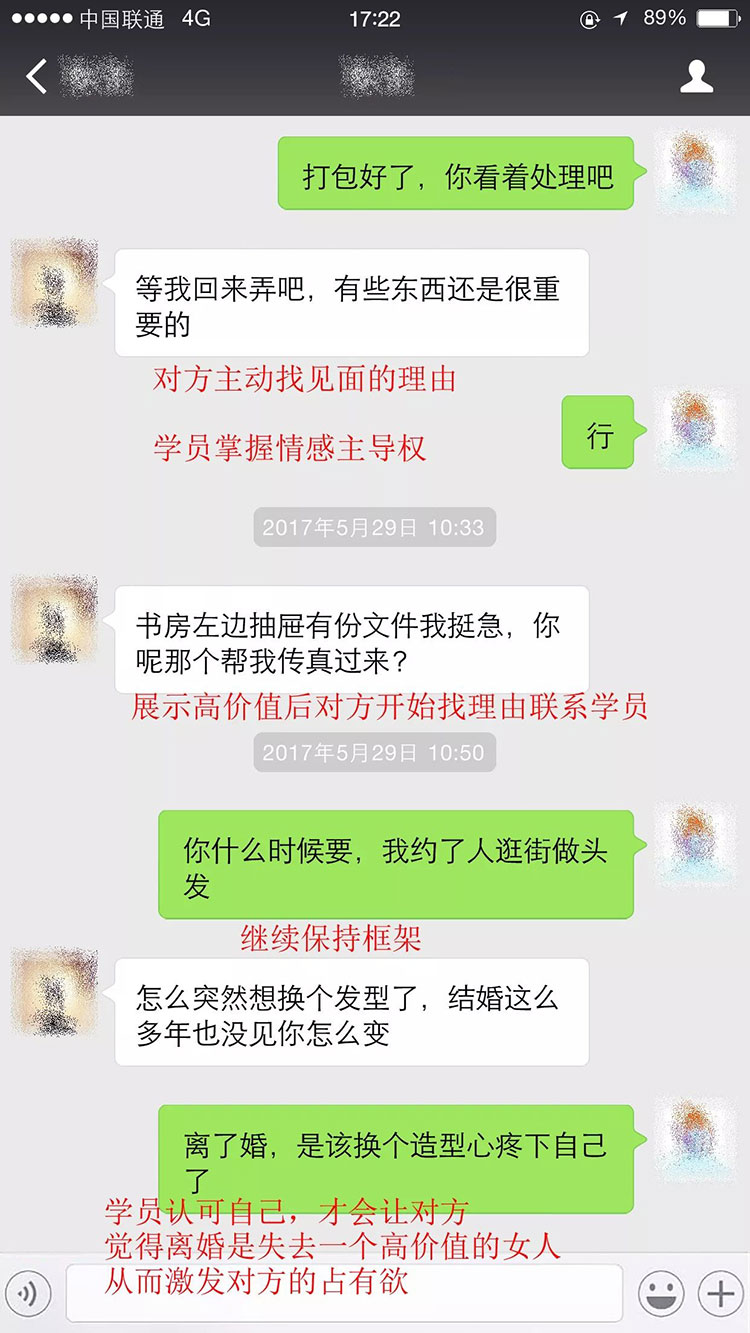 中国联通 4G 17:22 89%
打包好了，你看着处理吧
等我回来弄吧，有些东西还是很重
要的
对方主动找见面的理由
行
学员掌握情感主导权
2017年5月29日 10:33
书房左边抽屉有份文件我挺急，你
呢那个帮我传真过来？
展示高价值后对方开始找理由联系学员
2017年5月29日 10:50
你什么时候要，我约了人逛街做头
发
继续保持框架
怎么突然想换个发型了，结婚这么
多年也没见你怎么变
离了婚，是该换个造型心疼下自己
了
学员认可自己，才会让对方
觉得离婚是失去一个高价值的女人
从而激发对方的占有欲